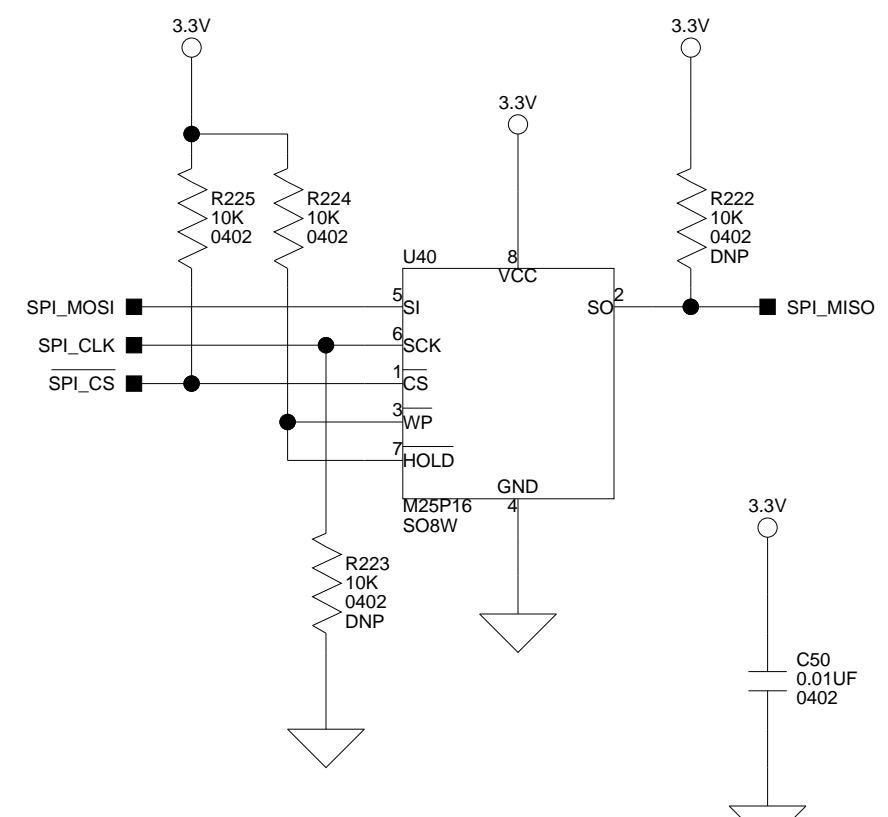 3.3V
3.3V
3.3V
R225
10K
0402
R224
10K
0402
R222
10K
0402
DNP
U40
8
VCC
SPI_MOSI
5
SI
SO
2
SPI_MISO
SPI_CLK
6
SCK
SPI_CS
1
CS
3
WP
7
HOLD
GND
4
M25P16
SO8W
3.3V
R223
10K
0402
DNP
C50
0.01UF
0402